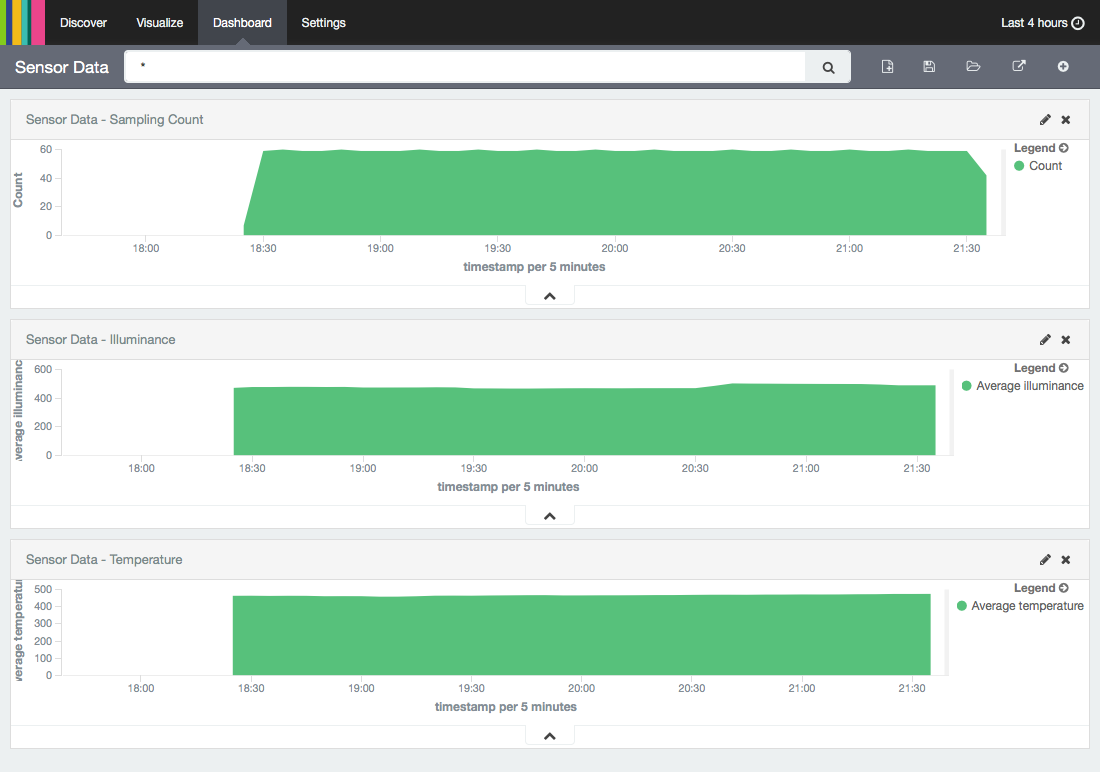 Discover Visualize Dashboard Settings Last 4 hours
Sensor Data *
Sensor Data - Sampling Count
Legend
Count
60
40
20
0
Count
18:00 18:30 19:00 19:30 20:00 20:30 21:00 21:30
timestamp per 5 minutes
Sensor Data - Illuminance
Legend
Average illuminance
600
400
200
0
verage illuminanc
18:00 18:30 19:00 19:30 20:00 20:30 21:00 21:30
timestamp per 5 minutes
Sensor Data - Temperature
Legend
Average temperature
500
400
300
200
100
0
verage temperatu
18:00 18:30 19:00 19:30 20:00 20:30 21:00 21:30
timestamp per 5 minutes